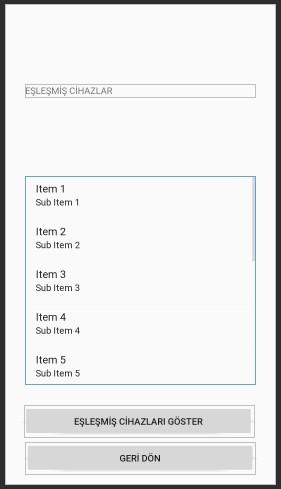 EŞLEŞMİŞ CİHAZLAR
Item 1
Sub Item 1
Item 2
Sub Item 2
Item 3
Sub Item 3
Item 4
Sub Item 4
Item 5
Sub Item 5
EŞLEŞMİŞ CİHAZLARI GÖSTER
GERİ DÖN